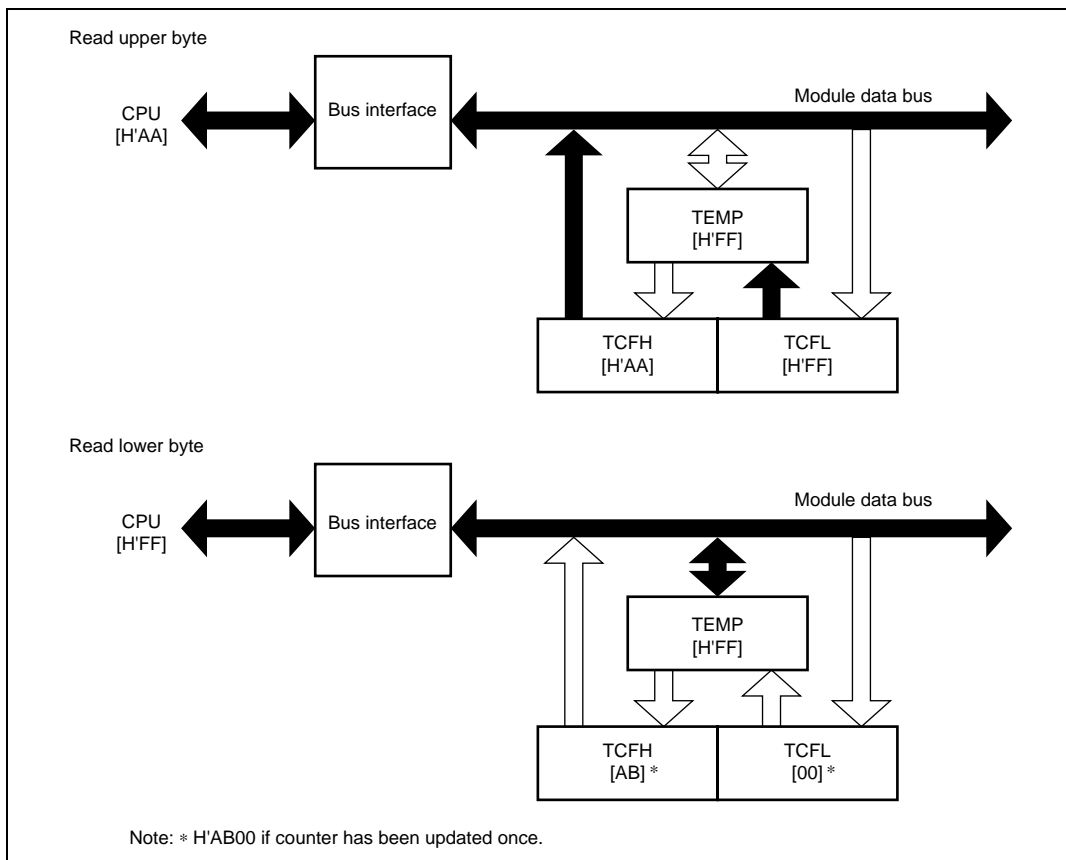 Read upper byte
CPU
[H'AA]
Bus interface
Module data bus
TEMP
[H'FF]
TCFH
[H'AA]
TCFL
[H'FF]
Read lower byte
CPU
[H'FF]
Bus interface
Module data bus
TEMP
[H'FF]
TCFH
[AB] *
TCFL
[00] *
Note: * H'AB00 if counter has been updated once.